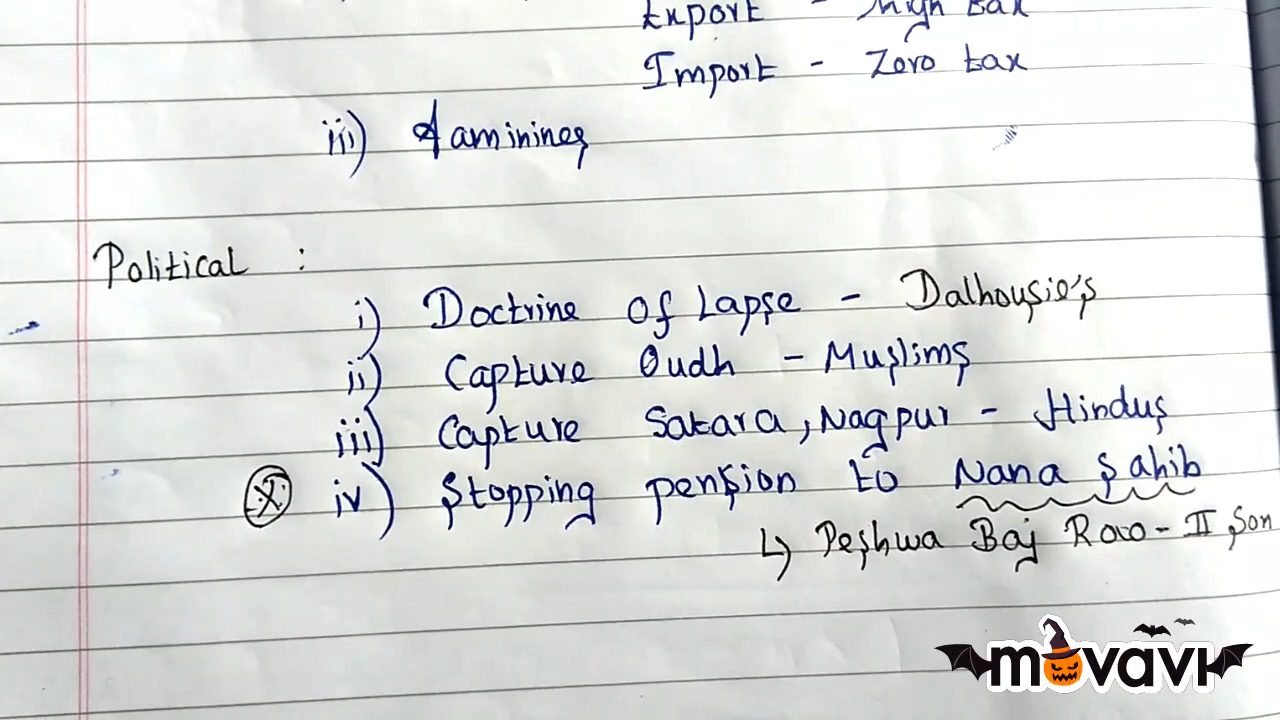 Export - High tax
Import - Zero tax
iii) faminines
Political :
i) Doctrine of Lapse - Dalhousie's
ii) Capture Oudh - Muslims
iii) Capture Satara, Nagpur - Hindus
iv) Stopping pension to Nana Sahib
↳ Peshwa Baj Rao - II son
movavi